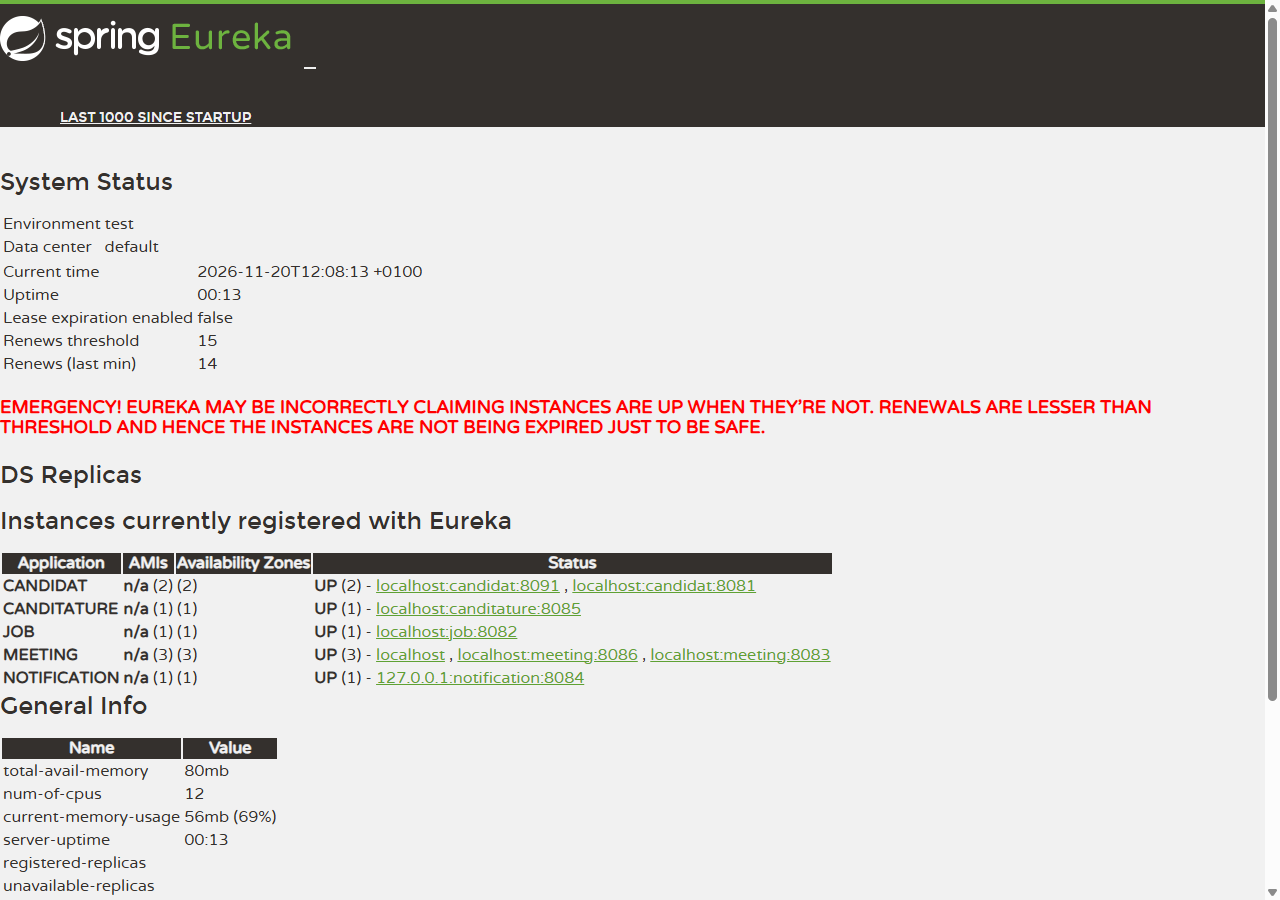 spring Eureka
LAST 1000 SINCE STARTUP
System Status
Environment test
Data center default
Current time 2026-11-20T12:08:13 +0100
Uptime 00:13
Lease expiration enabled false
Renews threshold 15
Renews (last min) 14
EMERGENCY! EUREKA MAY BE INCORRECTLY CLAIMING INSTANCES ARE UP WHEN THEY'RE NOT. RENEWALS ARE LESSER THAN
THRESHOLD AND HENCE THE INSTANCES ARE NOT BEING EXPIRED JUST TO BE SAFE.
DS Replicas
Instances currently registered with Eureka
Application AMIs Availability Zones Status
CANDIDAT n/a (2) (2) UP (2) - localhost:candidat:8091 , localhost:candidat:8081
CANDITATURE n/a (1) (1) UP (1) - localhost:canditature:8085
JOB n/a (1) (1) UP (1) - localhost:job:8082
MEETING n/a (3) (3) UP (3) - localhost , localhost:meeting:8086 , localhost:meeting:8083
NOTIFICATION n/a (1) (1) UP (1) - 127.0.0.1:notification:8084
General Info
Name Value
total-avail-memory 80mb
num-of-cpus 12
current-memory-usage 56mb (69%)
server-uptime 00:13
registered-replicas
unavailable-replicas